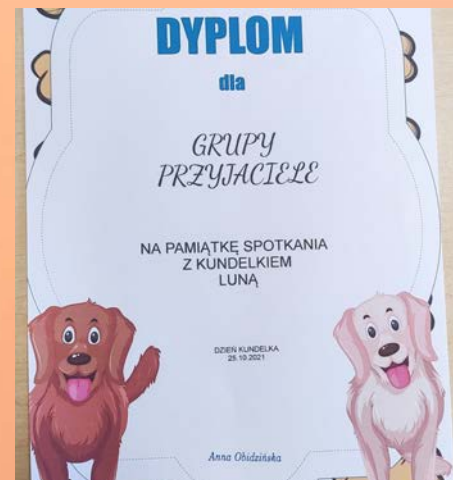 DYPLOM
dla
GRUPY
PRZYJACIELE
NA PAMIĄTKĘ SPOTKANIA
Z KUNDELKIEM
LUNĄ
DZIEŃ KUNDELKA
25.10.2021
Anna Obidzińska